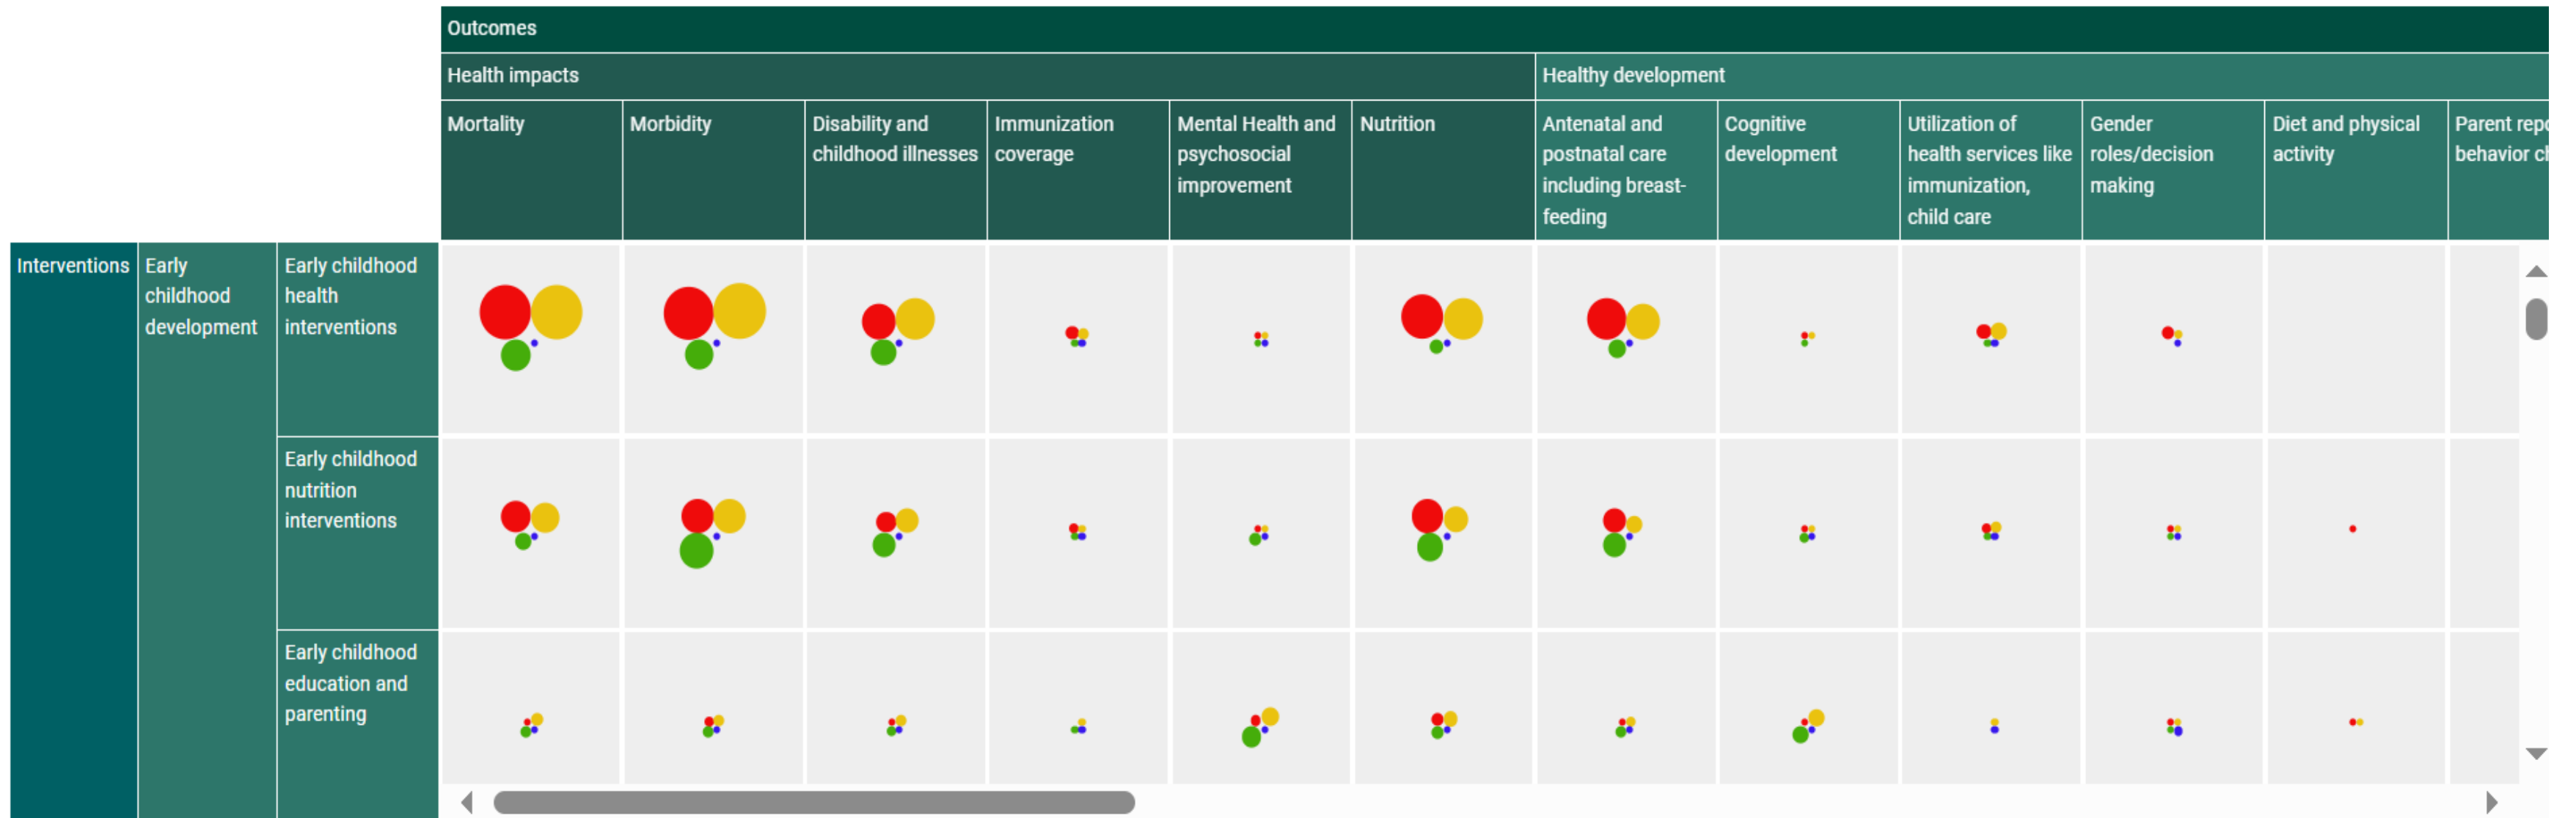 Outcomes
Health impacts
Healthy development
Mortality
Morbidity
Disability and
childhood illnesses
Immunization
coverage
Mental Health and
psychosocial
improvement
Nutrition
Antenatal and
postnatal care
including breast-
feeding
Cognitive
development
Utilization of
health services like
immunization,
child care
Gender
roles/decision
making
Diet and physical
activity
Parent
behavior
Interventions
Early
childhood
development
Early childhood
health
interventions
Early childhood
nutrition
interventions
Early childhood
education and
parenting